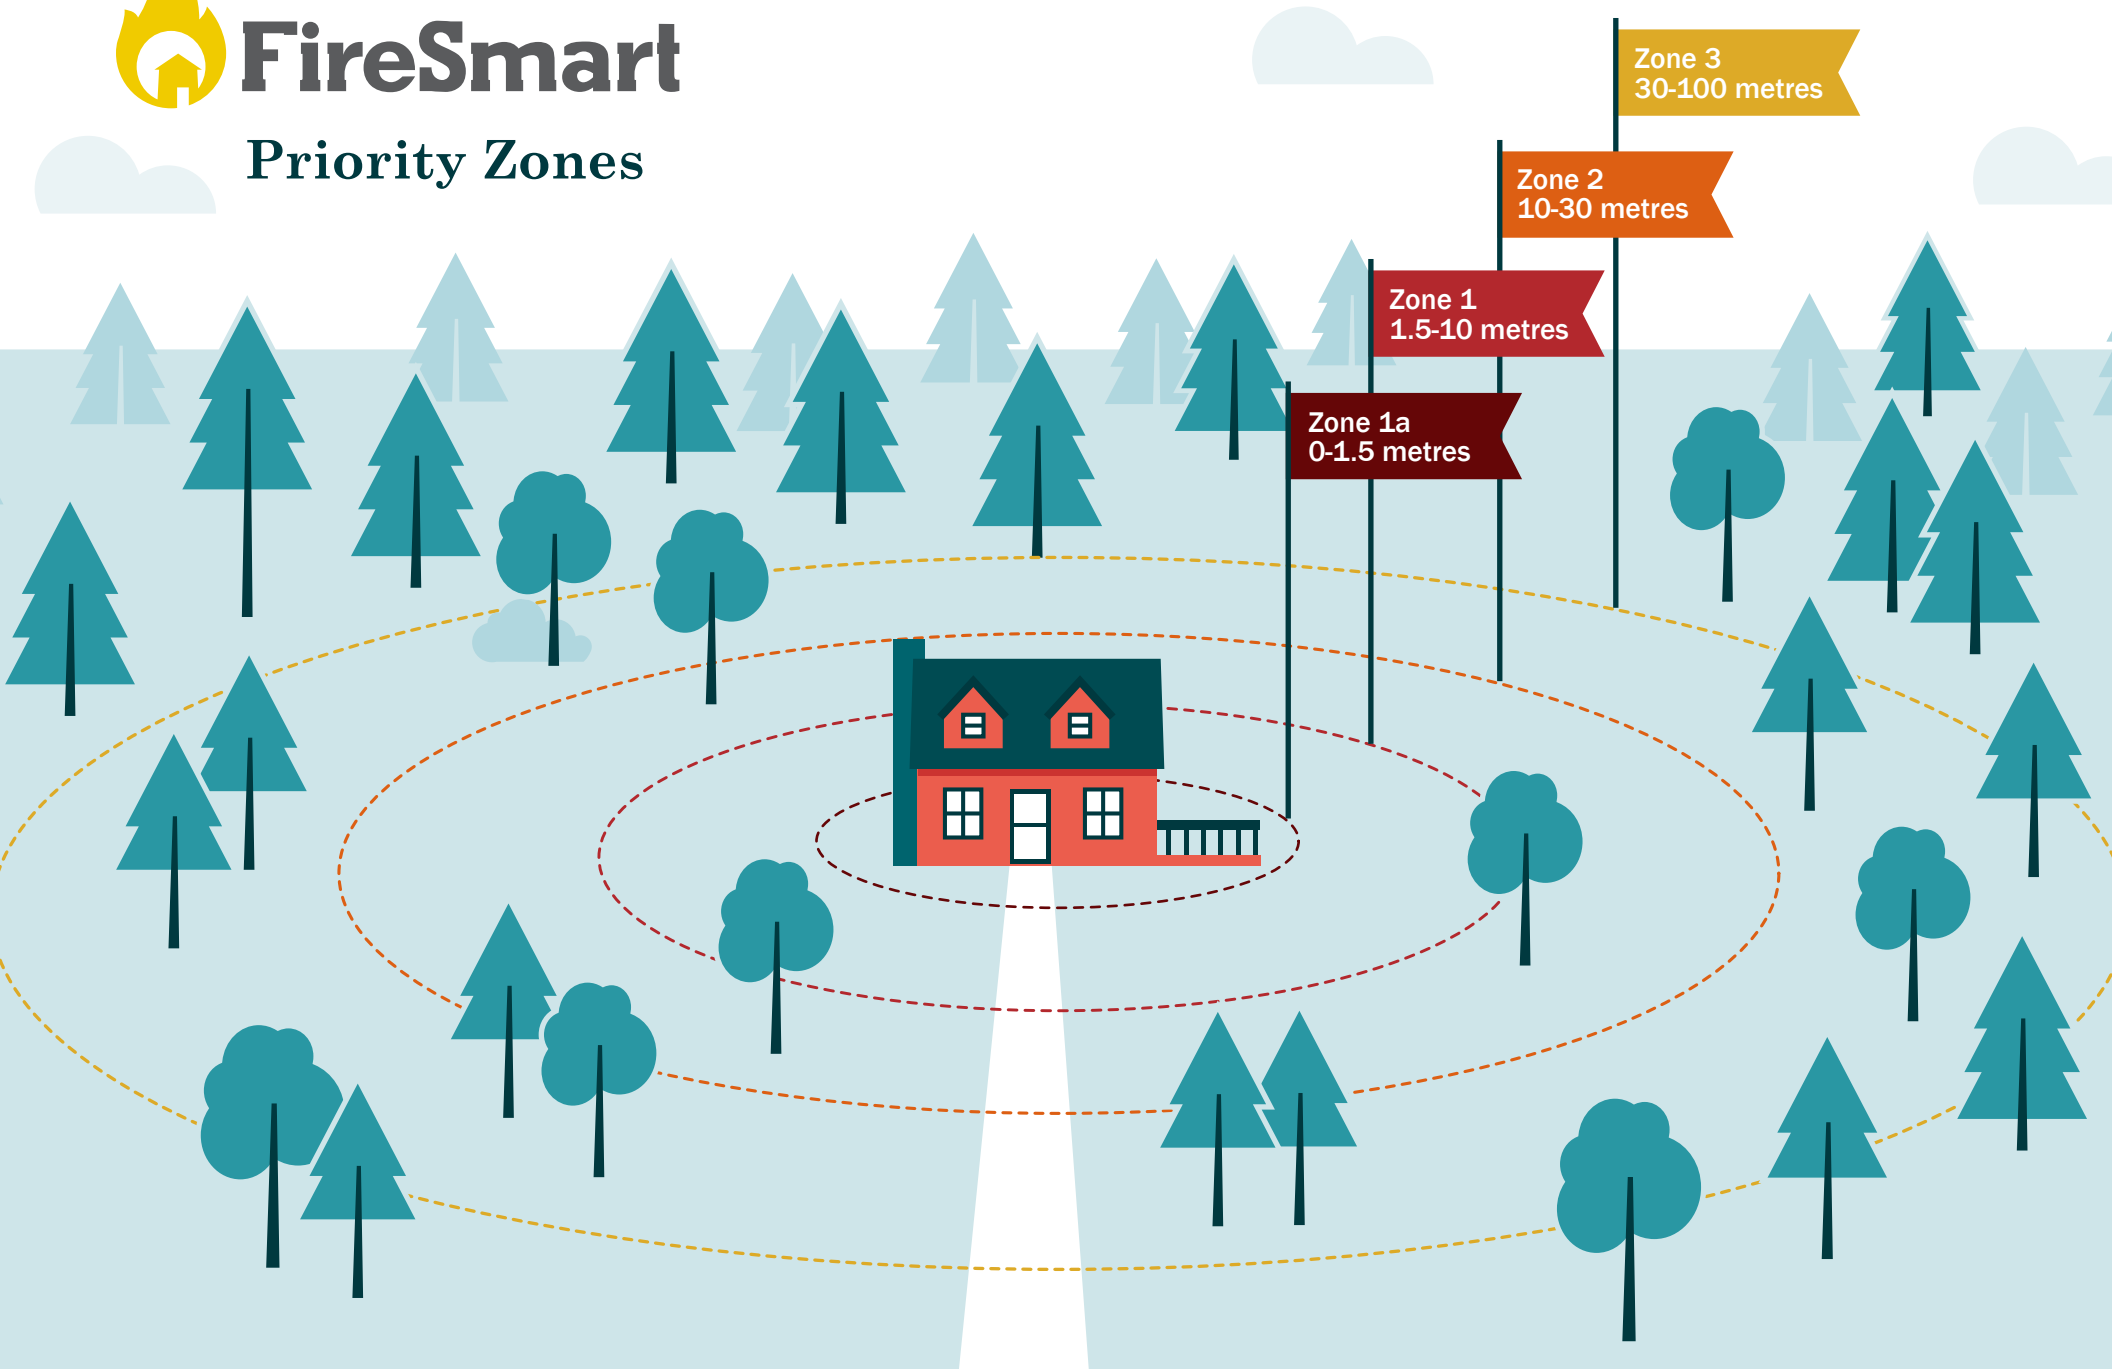 FireSmart
Priority Zones
Zone 3
30-100 metres
Zone 2
10-30 metres
Zone 1
1.5-10 metres
Zone 1a
0-1.5 metres